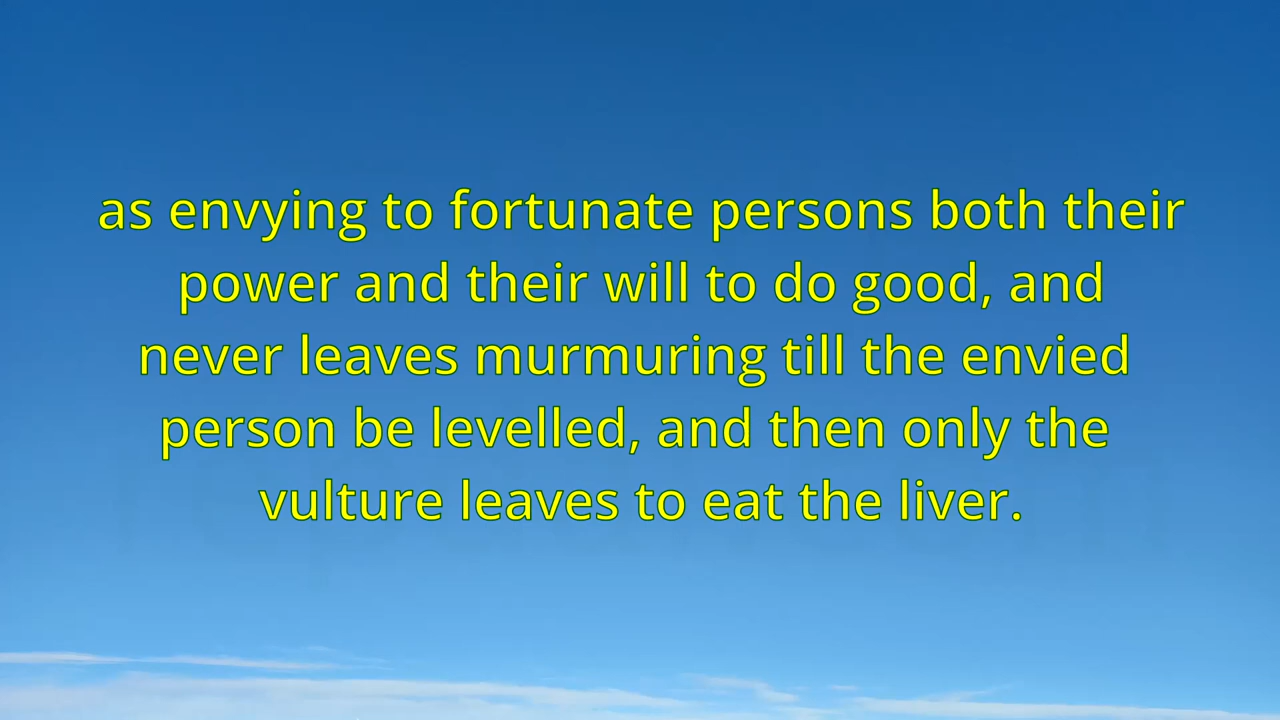 as envying to fortunate persons both their
power and their will to do good, and
never leaves murmuring till the envied
person be levelled, and then only the
vulture leaves to eat the liver.